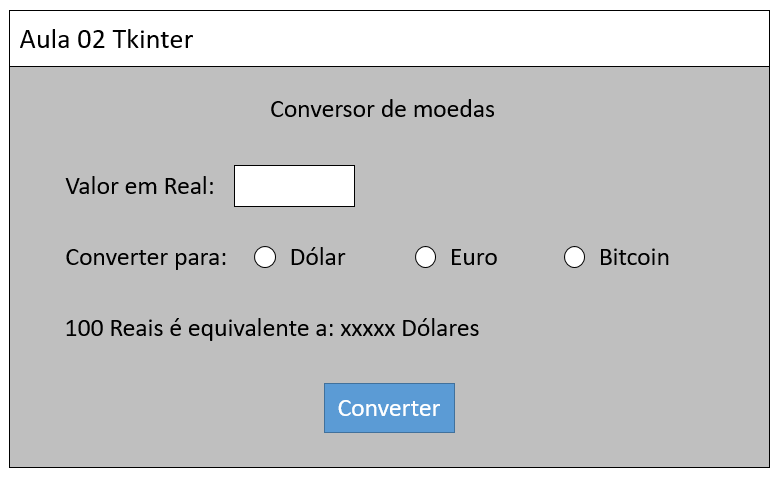 Aula 02 Tkinter
Conversor de moedas
Valor em Real:
Converter para: Dólar Euro Bitcoin
100 Reais é equivalente a: xxxxx Dólares
Converter